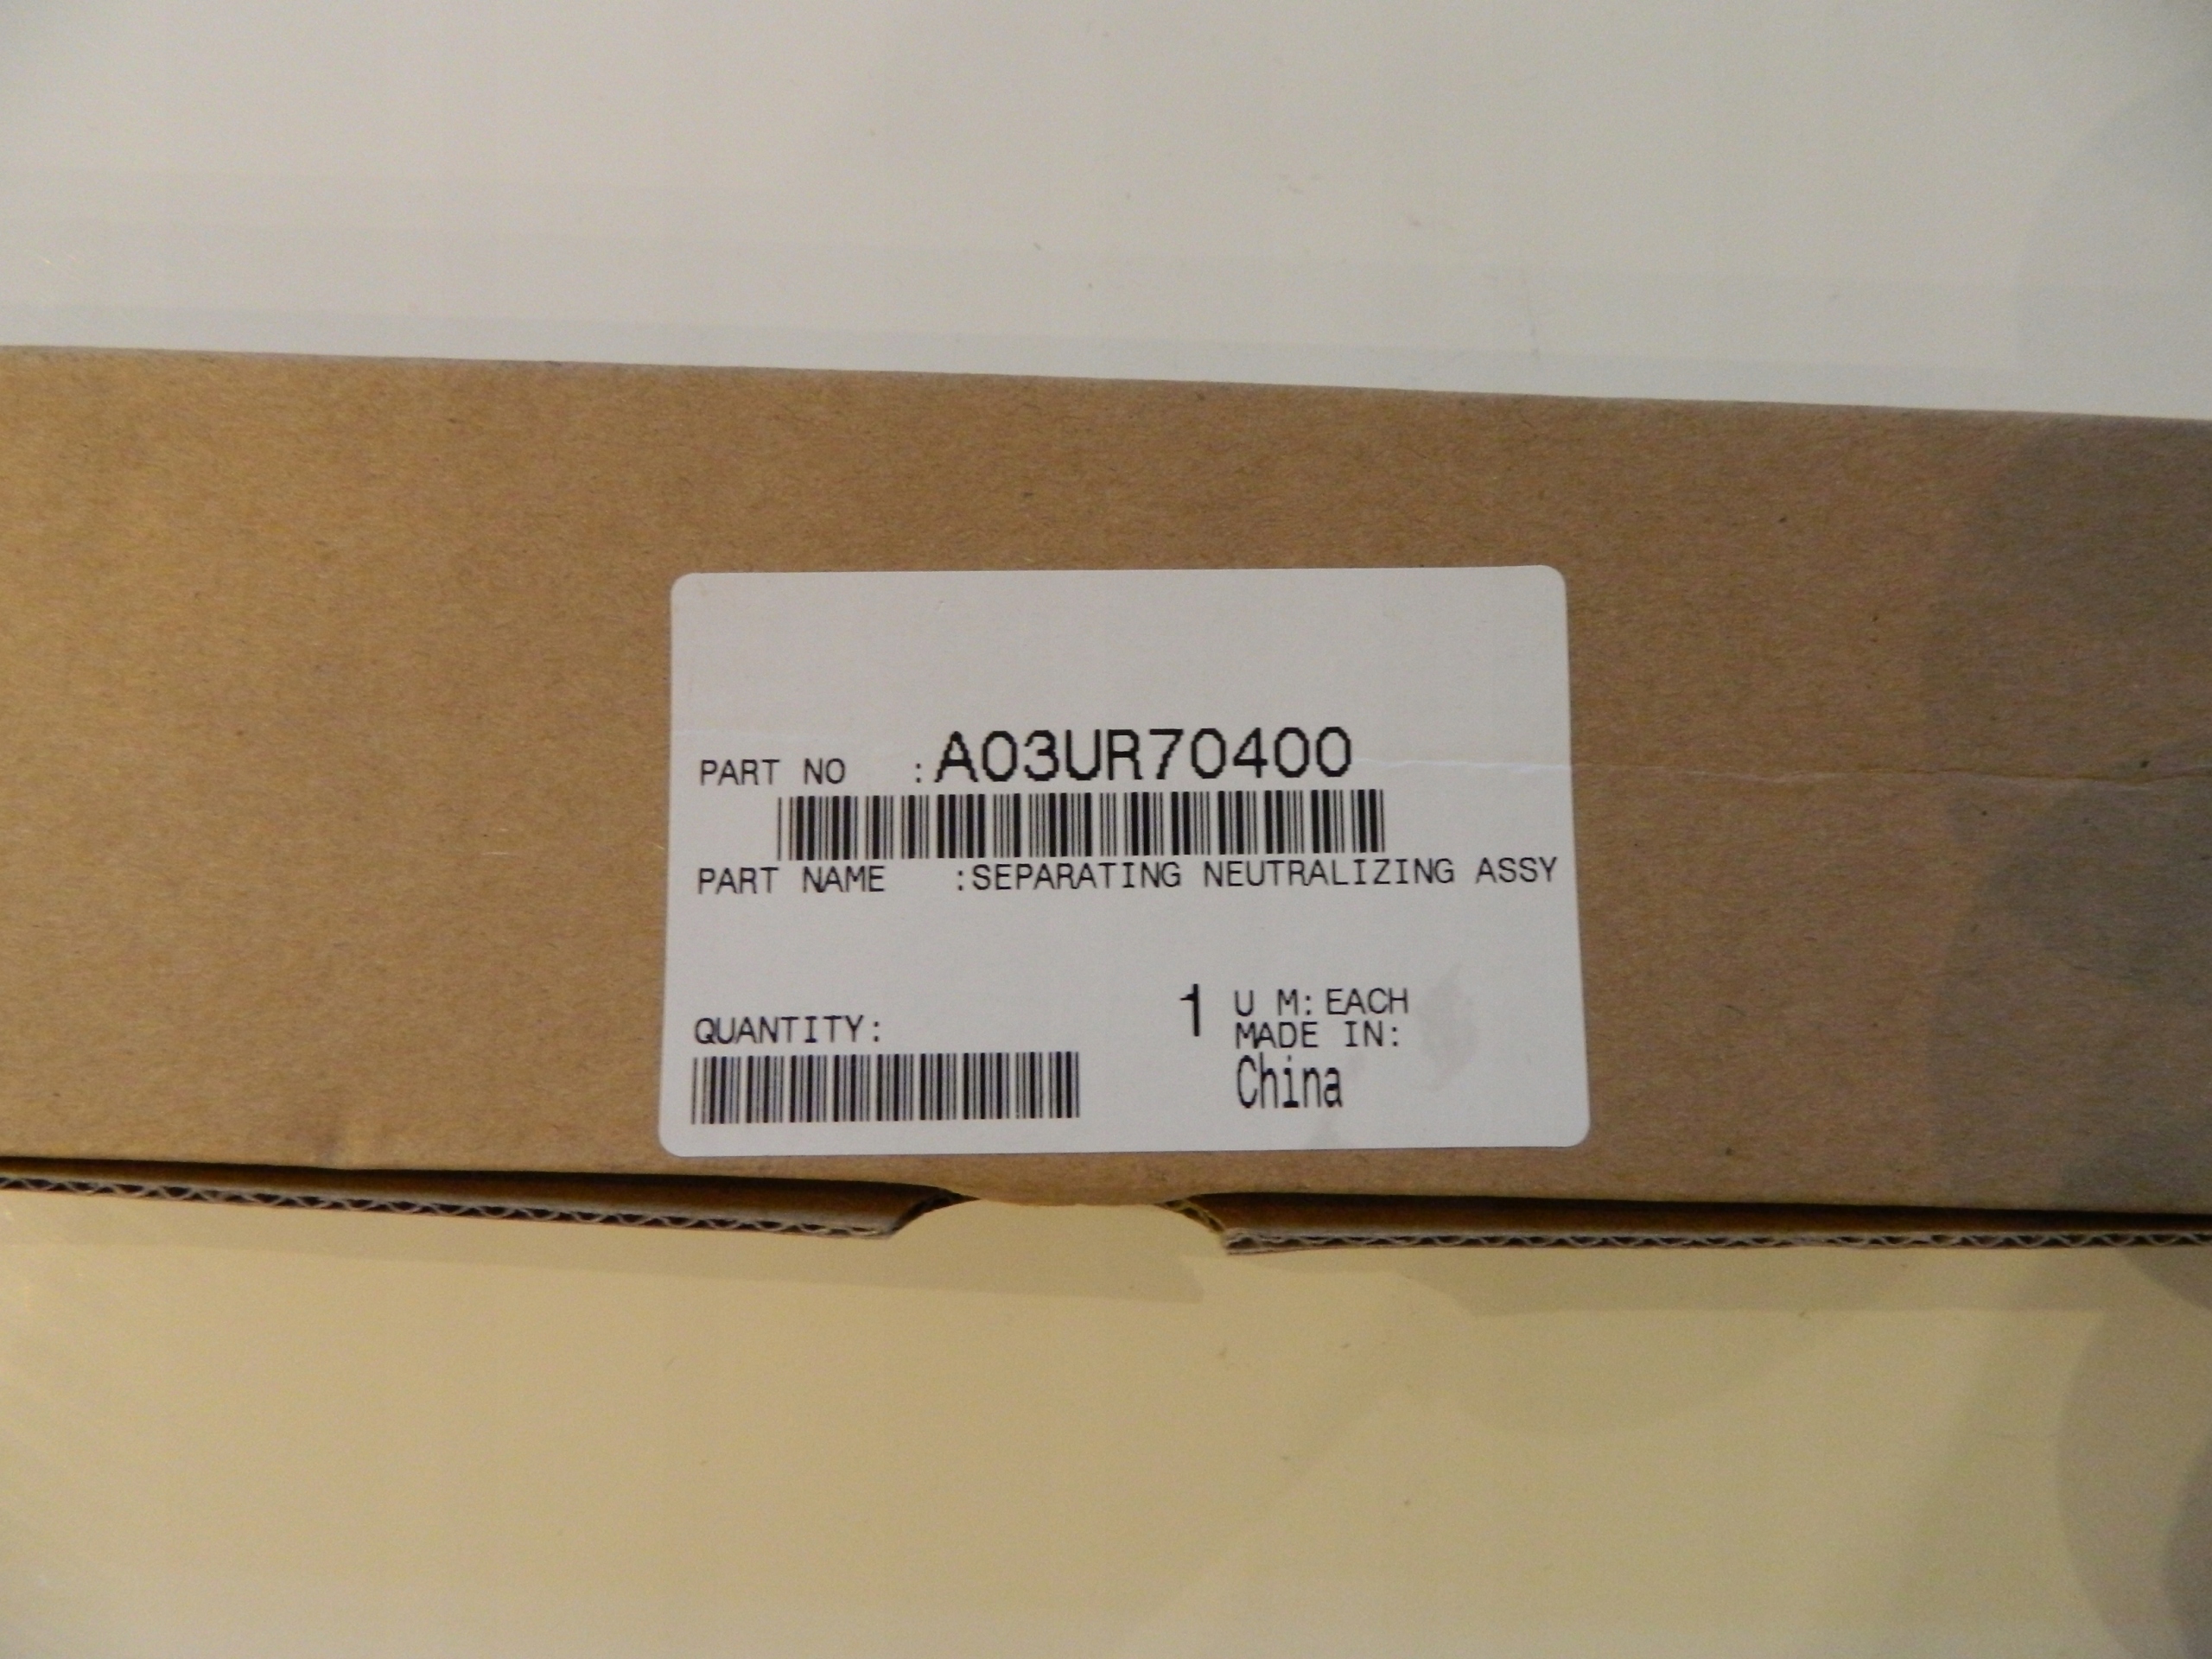 PART NO :A03UR70400
PART NAME :SEPARATING NEUTRALIZING ASSY
QUANTITY: 1 U M: EACH
MADE IN:
China